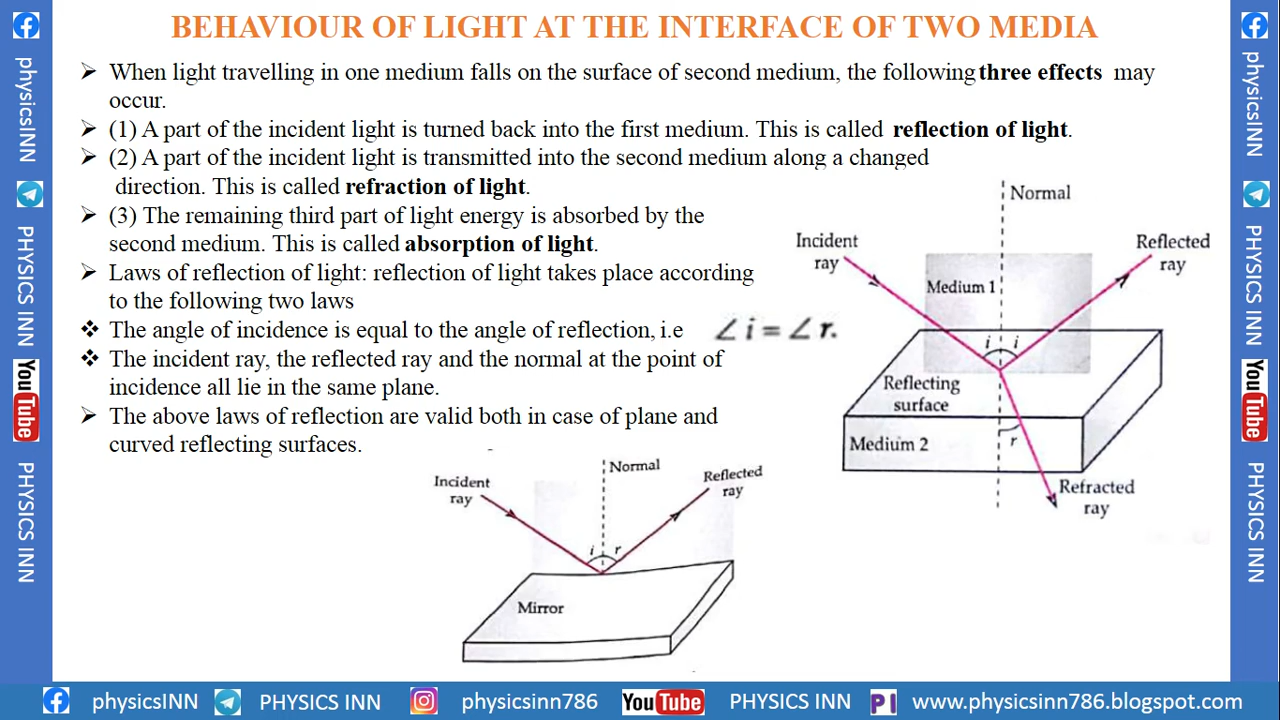 BEHAVIOUR OF LIGHT AT THE INTERFACE OF TWO MEDIA
➢ When light travelling in one medium falls on the surface of second medium, the following three effects may
occur.
➢ (1) A part of the incident light is turned back into the first medium. This is called reflection of light.
➢ (2) A part of the incident light is transmitted into the second medium along a changed
direction. This is called refraction of light.
➢ (3) The remaining third part of light energy is absorbed by the
second medium. This is called absorption of light.
➢ Laws of reflection of light: reflection of light takes place according
to the following two laws
❖ The angle of incidence is equal to the angle of reflection, i.e ∠ i = ∠ r.
❖ The incident ray, the reflected ray and the normal at the point of
incidence all lie in the same plane.
➢ The above laws of reflection are valid both in case of plane and
curved reflecting surfaces.
Normal
Incident
ray
Reflected
ray
Medium 1
i i
Reflecting
surface
Medium 2
r
Refracted
ray
Normal
Incident
ray
Reflected
ray
i r
Mirror
physicsINN
PHYSICS INN
YouTube
PHYSICS INN
physicsINN
PHYSICS INN
YouTube
PHYSICS INN
physicsINN PHYSICS INN physicsinn786 YouTube PHYSICS INN PI www.physicsinn786.blogspot.com